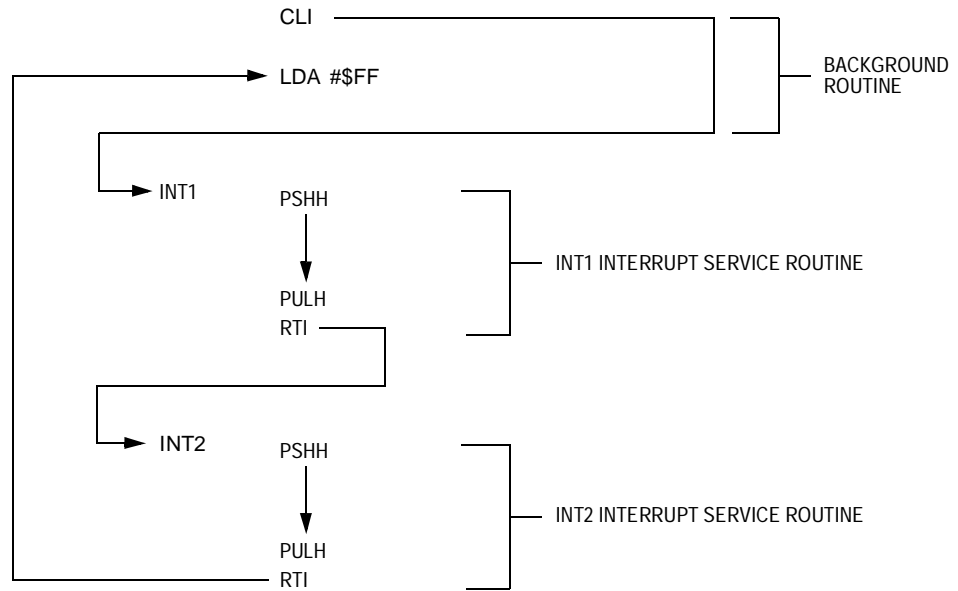 CLI
LDA #$FF
BACKGROUND
ROUTINE
INT1
PSHH
INT1 INTERRUPT SERVICE ROUTINE
PULH
RTI
INT2
PSHH
INT2 INTERRUPT SERVICE ROUTINE
PULH
RTI